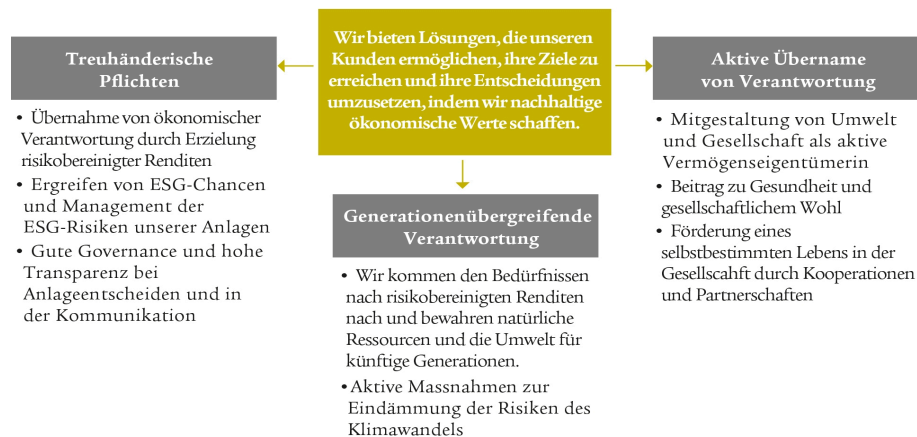 Wir bieten Lösungen, die unseren
Kunden ermöglichen, ihre Ziele zu
erreichen und ihre Entscheidungen
umzusetzen, indem wir nachhaltige
ökonomische Werte schaffen.
Treuhänderische
Pflichten
• Übernahme von ökonomischer
Verantwortung durch Erzielung
risikobereinigter Renditen
• Ergreifen von ESG-Chancen
und Management der
ESG-Risiken unserer Anlagen
• Gute Governance und hohe
Transparenz bei
Anlageentscheiden und in
der Kommunikation
Generationenübergreifende
Verantwortung
• Wir kommen den Bedürfnissen
nach risikobereinigten Renditen
nach und bewahren natürliche
Ressourcen und die Umwelt für
künftige Generationen.
• Aktive Massnahmen zur
Eindämmung der Risiken des
Klimawandels
Aktive Übername
von Verantwortung
• Mitgestaltung von Umwelt
und Gesellschaft als aktive
Vermögenseigentümerin
• Beitrag zu Gesundheit und
gesellschaftlichem Wohl
• Förderung eines
selbstbestimmten Lebens in der
Gesellscahft durch Kooperationen
und Partnerschaften